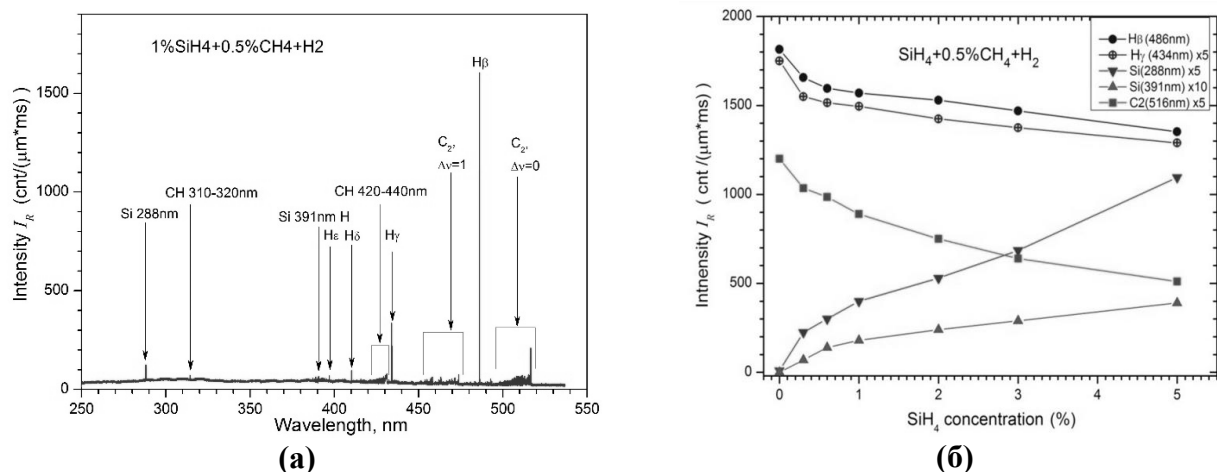 1%SiH4+0.5%CH4+H2
Hβ
C₂,
Δν=1
C₂,
Δν=0
CH 310-320nm
CH 420-440nm
Si 288nm
Si 391nm H
Hε
Hδ
Hγ
Intensity I_R (cnt/(μm*ms))
1500
1000
500
0
250
300
350
400
450
500
550
Wavelength, nm
(а)
Hβ(486nm)
Hγ (434nm) x5
Si(288nm) x5
Si(391nm) x10
C2(516nm) x5
SiH₄+0.5%CH₄+H₂
Intnensity I_R ( cnt /(μm*ms) )
2000
1500
1000
500
0
0
1
2
3
4
5
SiH₄ concentration (%)
(б)